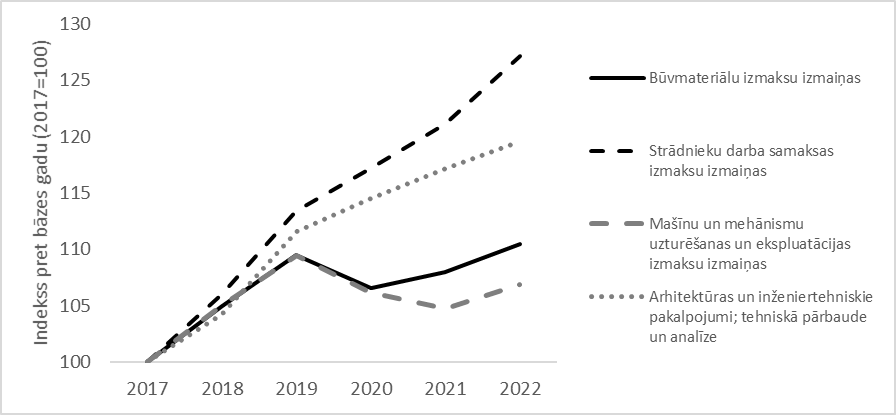 Indekss pret bāzes gadu (2017=100)
130
125
120
115
110
105
100
2017 2018 2019 2020 2021 2022
Būvmateriālu izmaksu izmaiņas
Strādnieku darba samaksas
izmaksu izmaiņas
Mašīnu un mehānismu
uzturēšanas un ekspluatācijas
izmaksu izmaiņas
Arhitektūras un inženiertehniskie
pakalpojumi; tehniskā pārbaude
un analīze